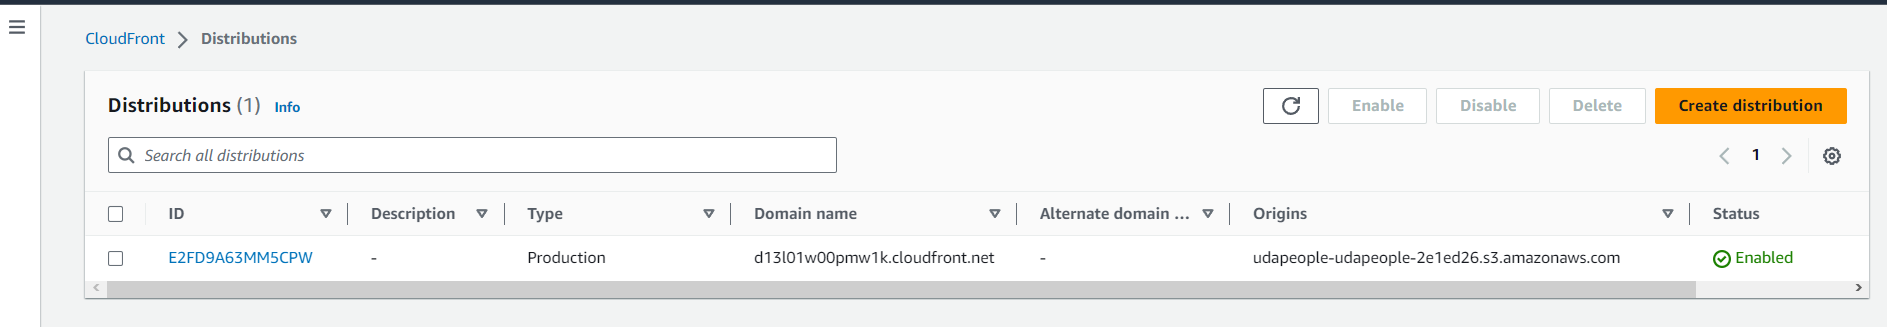 CloudFront > Distributions
Distributions (1) Info
Enable Disable Delete Create distribution
Search all distributions
1
ID Description Type Domain name Alternate domain ... Origins Status
E2FD9A63MM5CPW - Production d13l01w00pmw1k.cloudfront.net - udapeople-udapeople-2e1ed26.s3.amazonaws.com Enabled